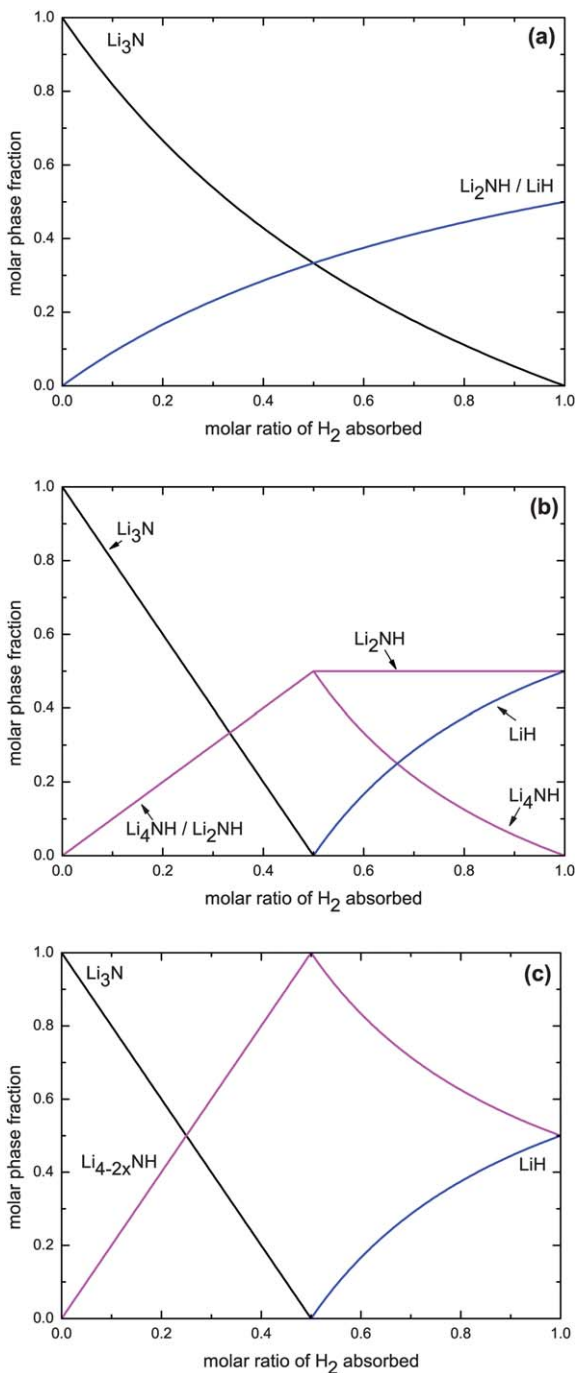 (a)
Li3N
Li2NH / LiH
molar phase fraction
1.0
0.8
0.6
0.4
0.2
0.0
0.0 0.2 0.4 0.6 0.8 1.0
molar ratio of H2 absorbed
(b)
Li3N
Li2NH
LiH
Li4NH / Li2NH
Li4NH
molar phase fraction
1.0
0.8
0.6
0.4
0.2
0.0
0.0 0.2 0.4 0.6 0.8 1.0
molar ratio of H2 absorbed
(c)
Li3N
Li4-2xNH
LiH
molar phase fraction
1.0
0.8
0.6
0.4
0.2
0.0
0.0 0.2 0.4 0.6 0.8 1.0
molar ratio of H2 absorbed